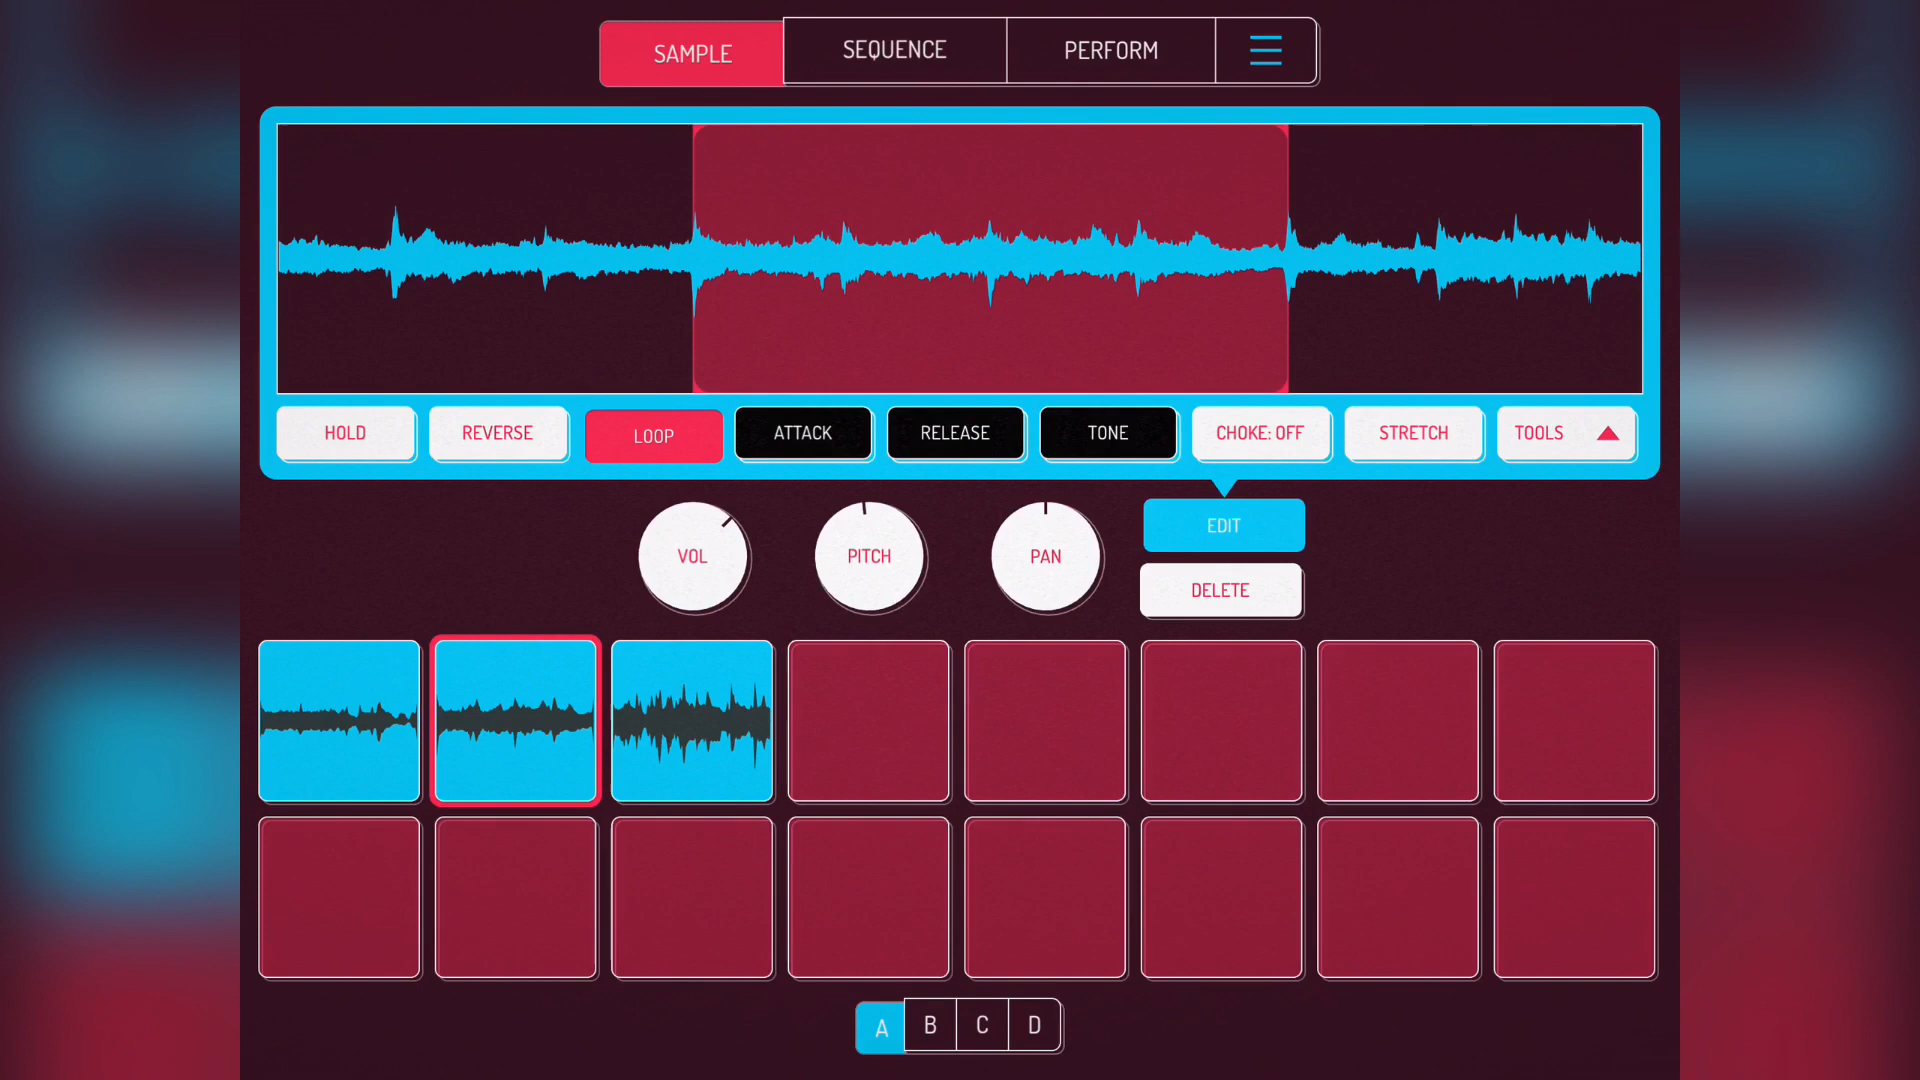 SAMPLE SEQUENCE PERFORM
HOLD REVERSE LOOP ATTACK RELEASE TONE CHOKE: OFF STRETCH TOOLS
VOL PITCH PAN EDIT
DELETE
A B C D